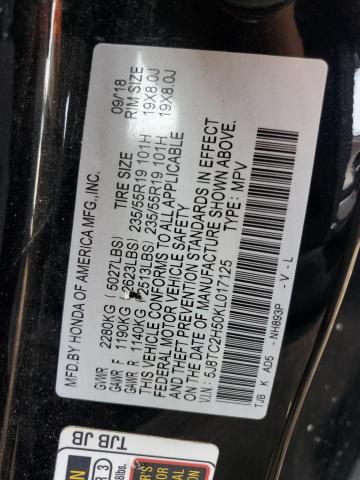 MFD.BY HONDA OF AMERICA MFG.,INC. 09/18
TIRE SIZE RIM SIZE
GVWR 2280KG (5027LBS)
GAWR F 1190KG (2623LBS) 235/55R19 101H 19X8.0J
GAWR R 1140KG (2513LBS) 235/55R19 101H 19X8.0J
THIS VEHICLE CONFORMS TO ALL APPLICABLE
FEDERAL MOTOR VEHICLE SAFETY
AND THEFT PREVENTION STANDARDS IN EFFECT
ON THE DATE OF MANUFACTURE SHOWN ABOVE.
V.I.N.: 5J8TC2H50KL017125 TYPE: MPV
TJB K AD5 -NH893P -V - L
TJB JB